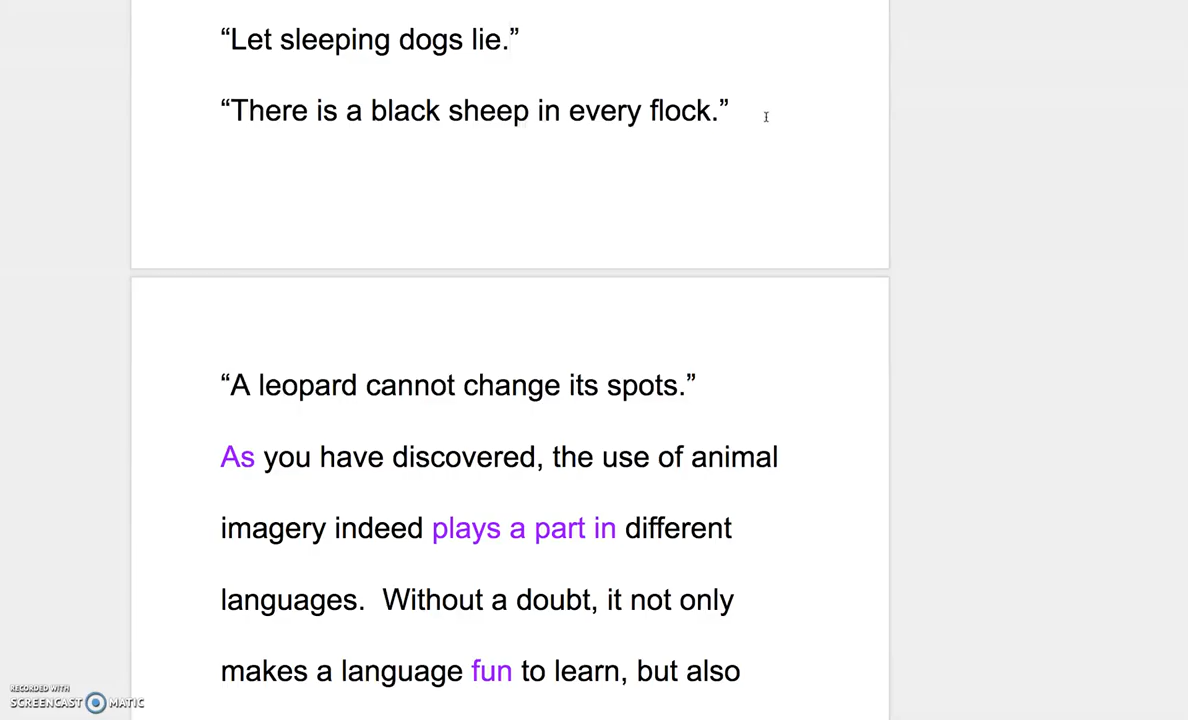 “Let sleeping dogs lie.”
“There is a black sheep in every flock.”
“A leopard cannot change its spots.”
As you have discovered, the use of animal
imagery indeed plays a part in different
languages.  Without a doubt, it not only
makes a language fun to learn, but also
RECORDED WITH
SCREENCAST MATIC